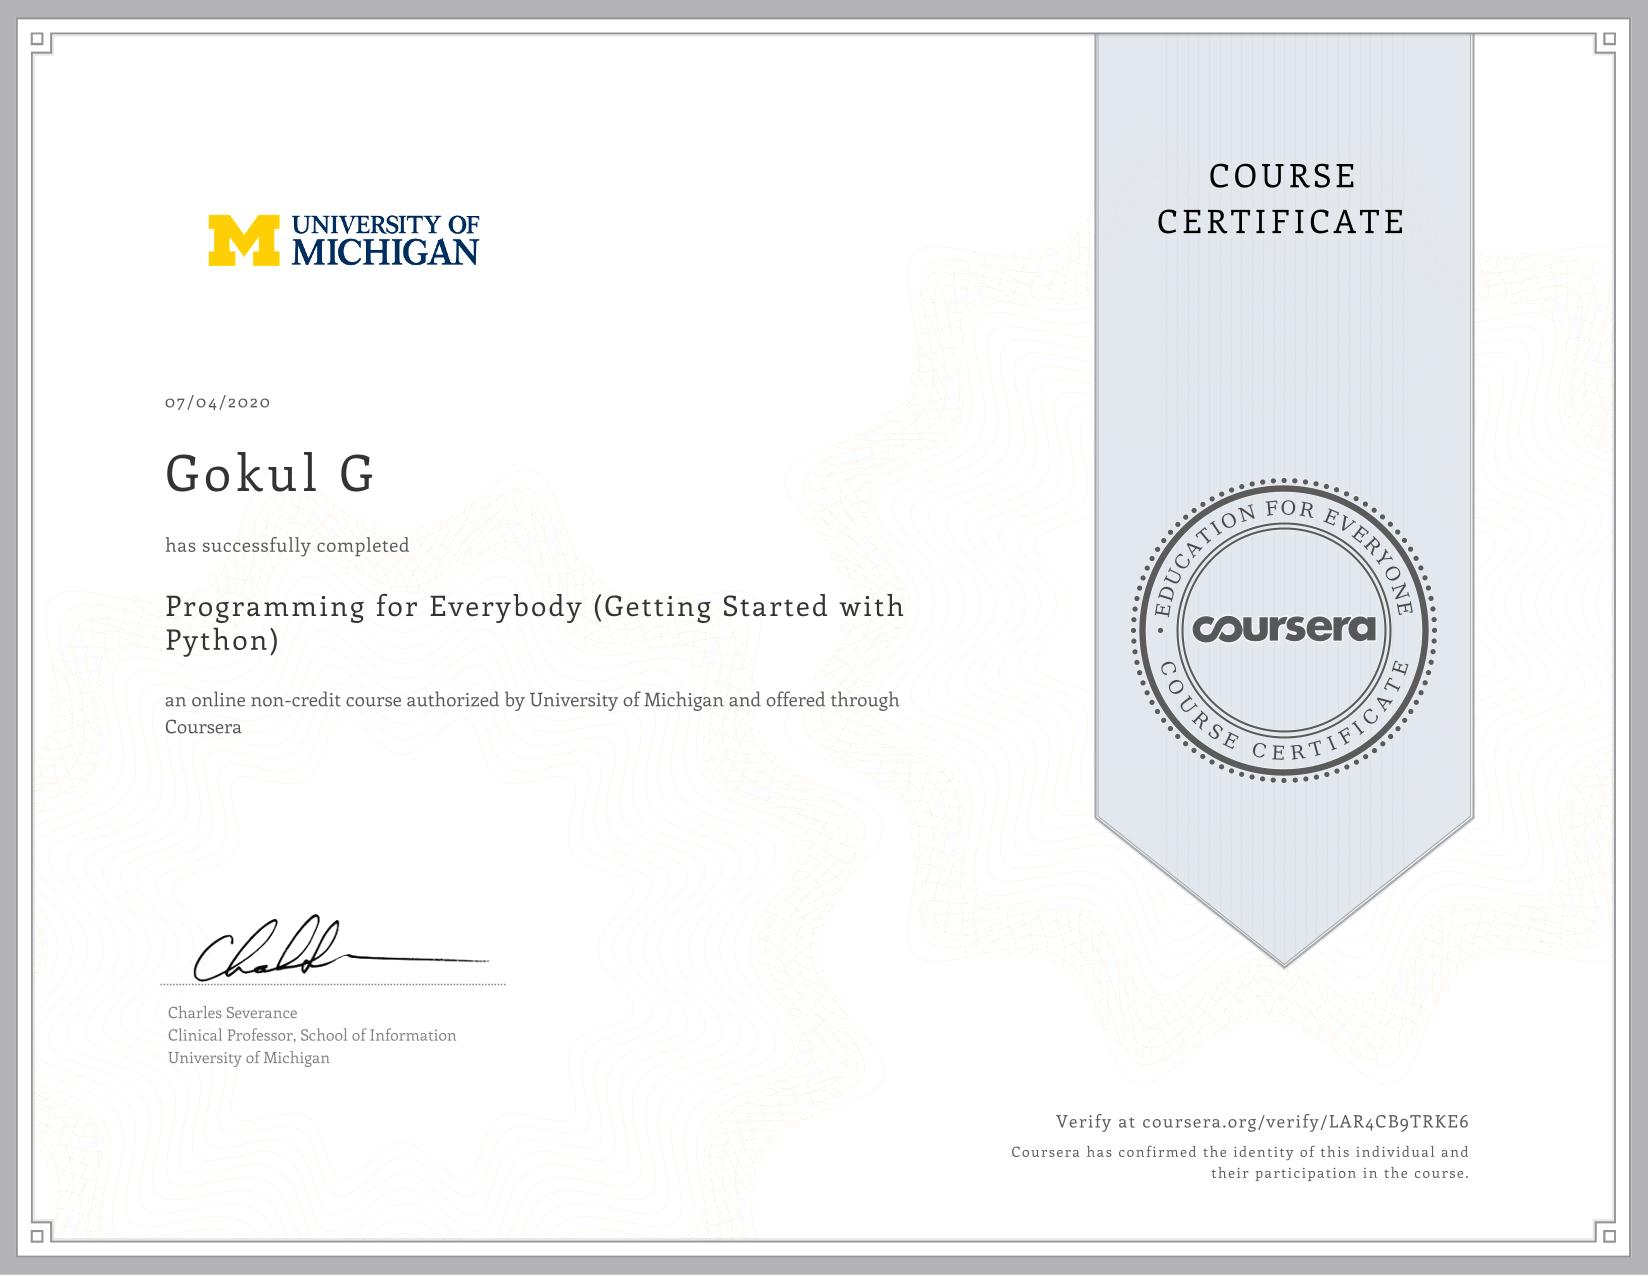 UNIVERSITY OF
MICHIGAN
COURSE
CERTIFICATE
07/04/2020
Gokul G
has successfully completed
Programming for Everybody (Getting Started with
Python)
an online non-credit course authorized by University of Michigan and offered through
Coursera
EDUCATION FOR EVERYONE
coursera
COURSE CERTIFICATE
Charles Severance
Clinical Professor, School of Information
University of Michigan
Verify at coursera.org/verify/LAR4CB9TRKE6
Coursera has confirmed the identity of this individual and
their participation in the course.